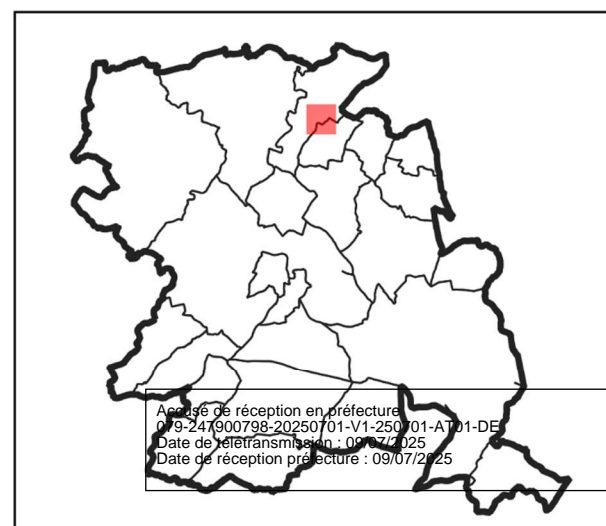 Accusé de réception en préfecture
079-247900798-20250701-V1-250701-AT01-DE
Date de télétransmission : 09/07/2025
Date de réception préfecture : 09/07/2025